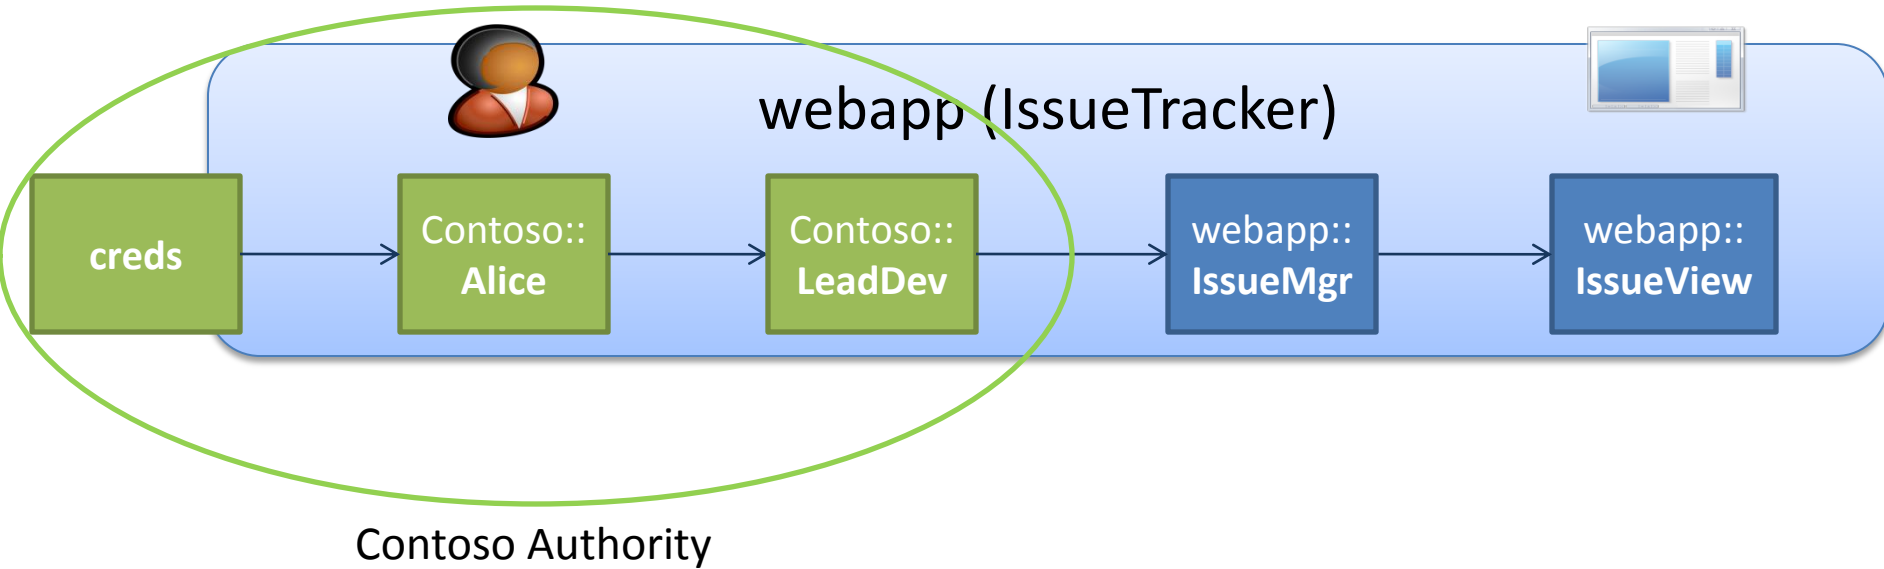 webapp (IssueTracker)
creds
Contoso::
Alice
Contoso::
LeadDev
webapp::
IssueMgr
webapp::
IssueView
Contoso Authority